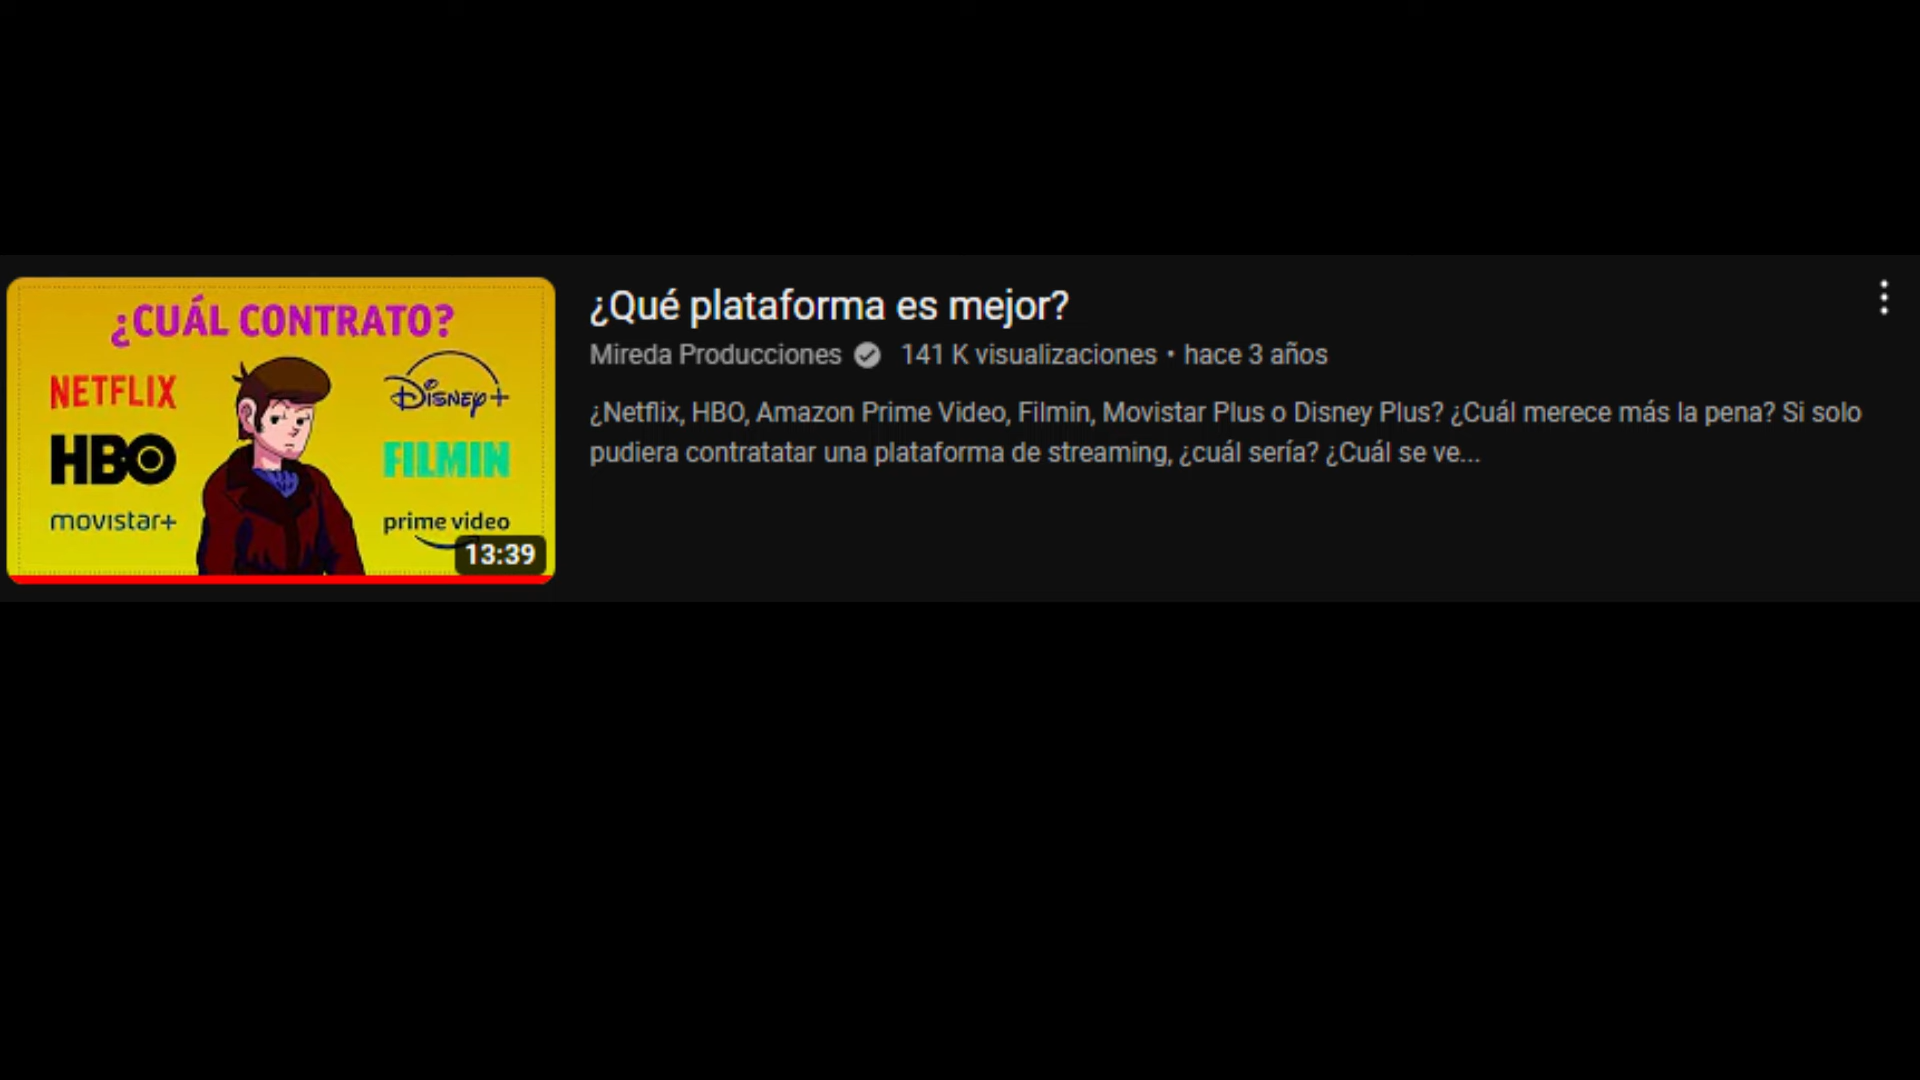 ¿CUÁL CONTRATO?
NETFLIX
DISNEY+
HBO
FILMIN
movistar+
prime video
13:39
¿Qué plataforma es mejor?
Mireda Producciones 141 K visualizaciones • hace 3 años
¿Netflix, HBO, Amazon Prime Video, Filmin, Movistar Plus o Disney Plus? ¿Cuál merece más la pena? Si solo
pudiera contratatar una plataforma de streaming, ¿cuál sería? ¿Cuál se ve...